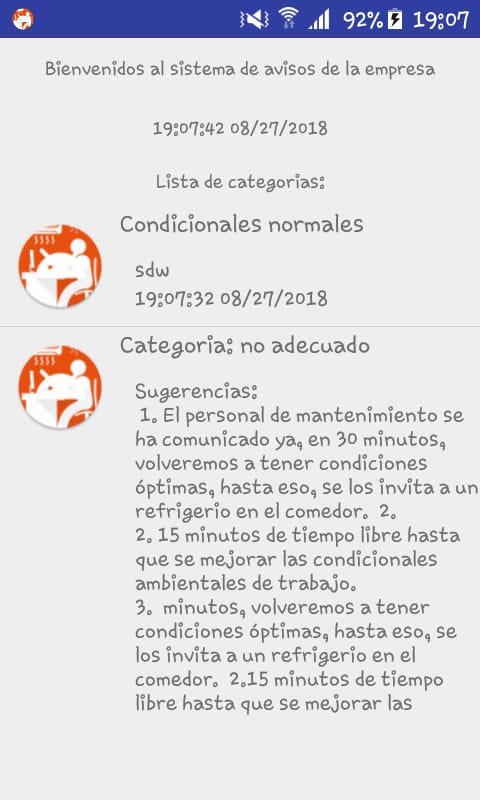 92% 19:07
Bienvenidos al sistema de avisos de la empresa
19:07:42 08/27/2018
Lista de categorias:
Condicionales normales
sdw
19:07:32 08/27/2018
Categoria: no adecuado
Sugerencias:
1. El personal de mantenimiento se
ha comunicado ya, en 30 minutos,
volveremos a tener condiciones
óptimas, hasta eso, se los invita a un
refrigerio en el comedor. 2.
2. 15 minutos de tiempo libre hasta
que se mejorar las condicionales
ambientales de trabajo.
3. minutos, volveremos a tener
condiciones óptimas, hasta eso, se
los invita a un refrigerio en el
comedor. 2.15 minutos de tiempo
libre hasta que se mejorar las